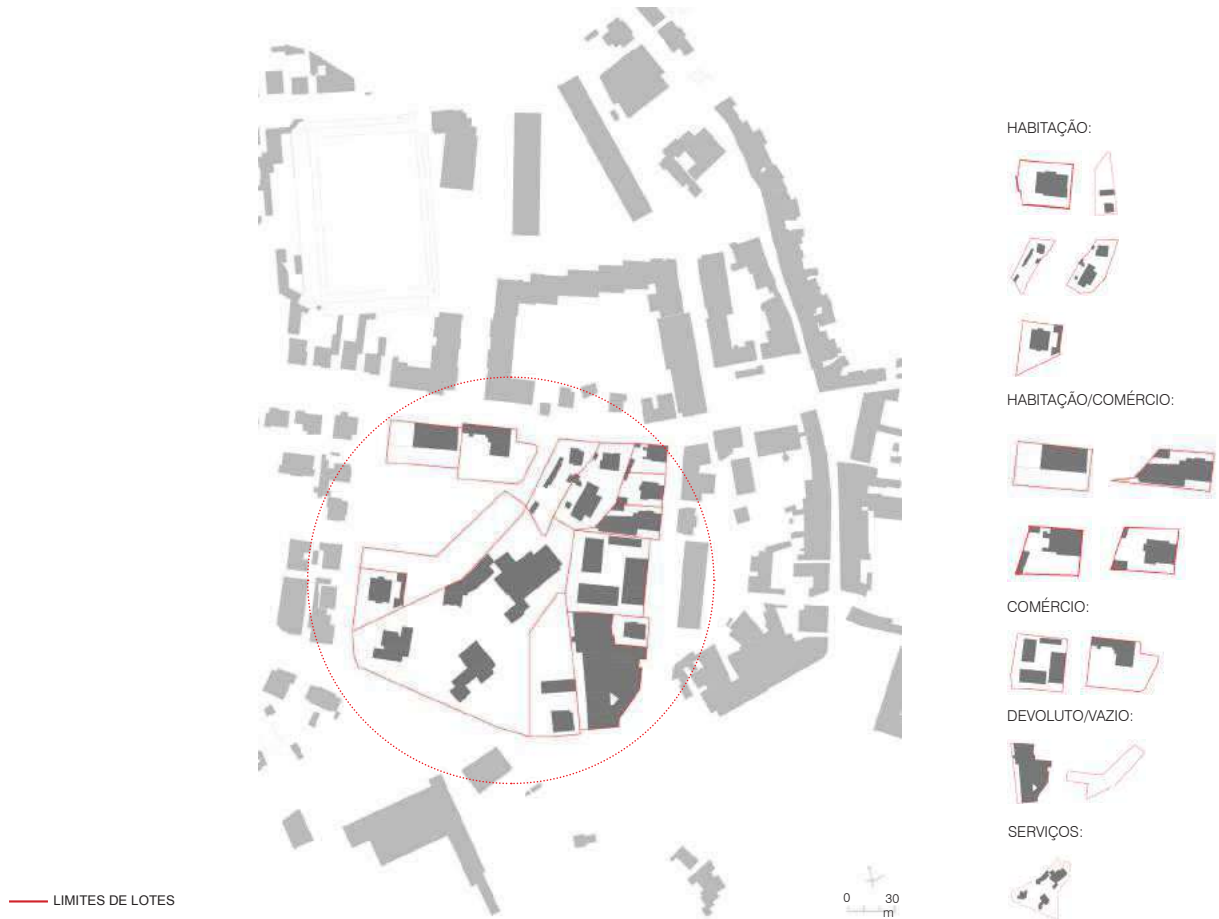 HABITAÇÃO:
HABITAÇÃO/COMÉRCIO:
COMÉRCIO:
DEVOLUTO/VAZIO:
SERVIÇOS:
LIMITES DE LOTES
0 30
m